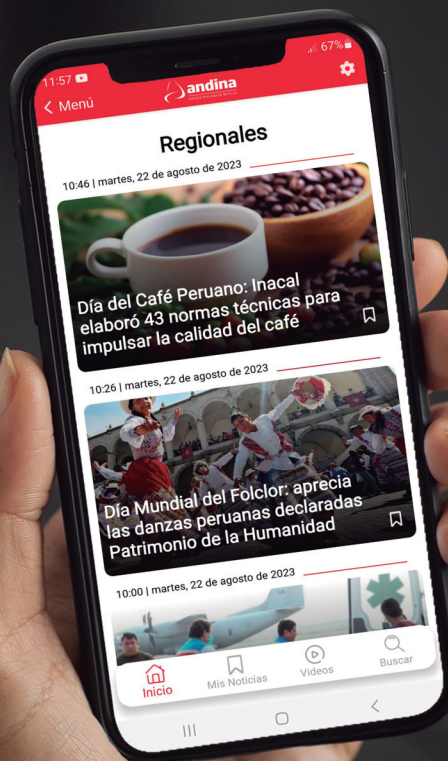 11:57
67%
< Menú
andina
Regionales
10:46 | martes, 22 de agosto de 2023
Día del Café Peruano: Inacal
elaboró 43 normas técnicas para
impulsar la calidad del café
10:26 | martes, 22 de agosto de 2023
Día Mundial del Folclor: aprecia
las danzas peruanas declaradas
Patrimonio de la Humanidad
10:00 | martes, 22 de agosto de 2023
Inicio
Mis Noticias
Videos
Buscar